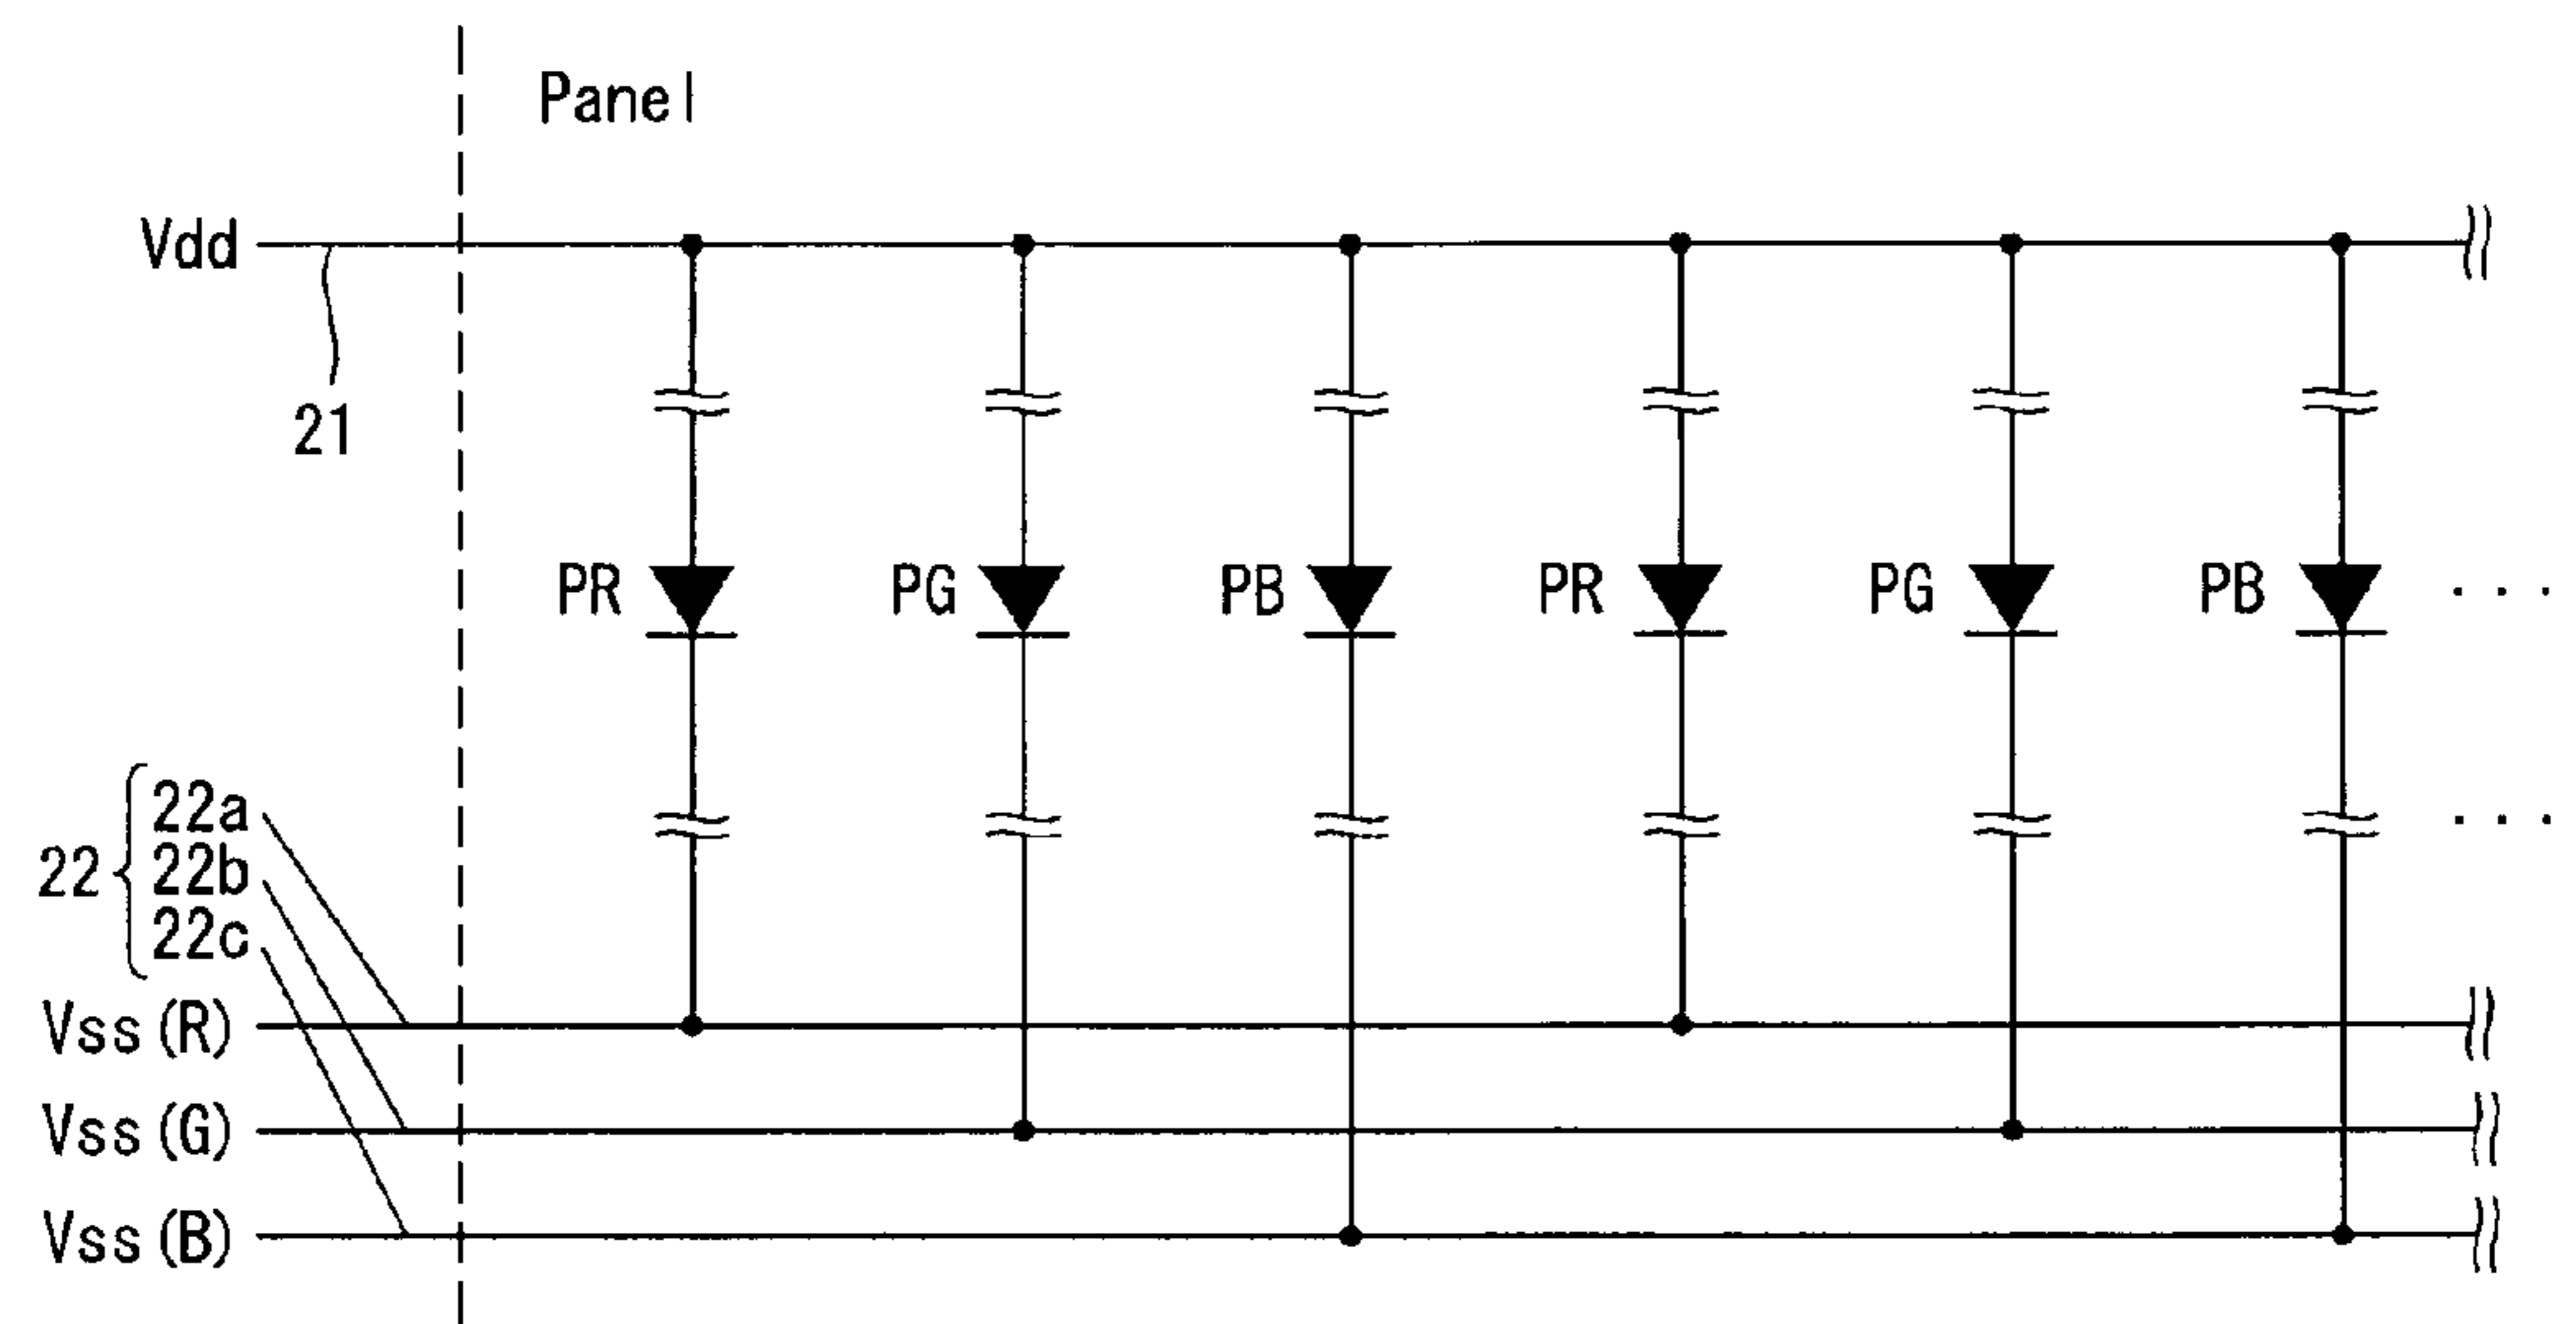 Panel
Vdd
21
PR PG PB PR PG PB ...
22 22a ...
22b
22c
Vss(R)
Vss(G)
Vss(B)